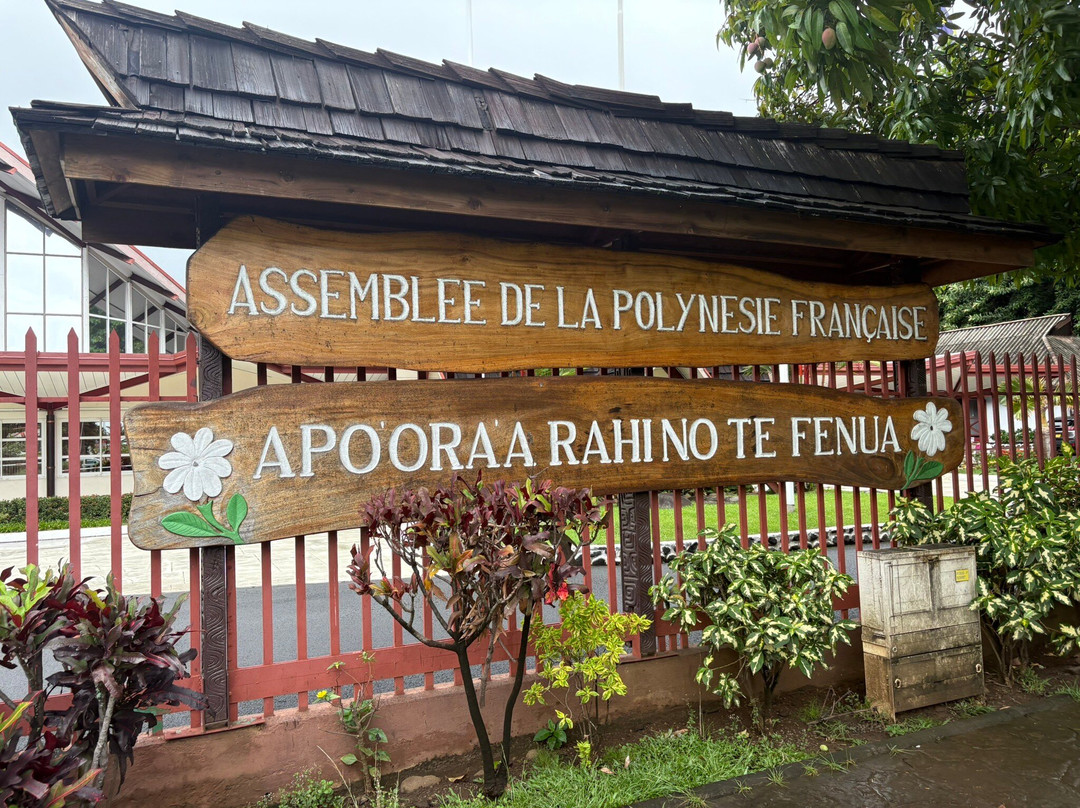 ASSEMBLEE DE LA POLYNESIE FRANÇAISE
APO'ORA'A RAHI NO TE FENUA